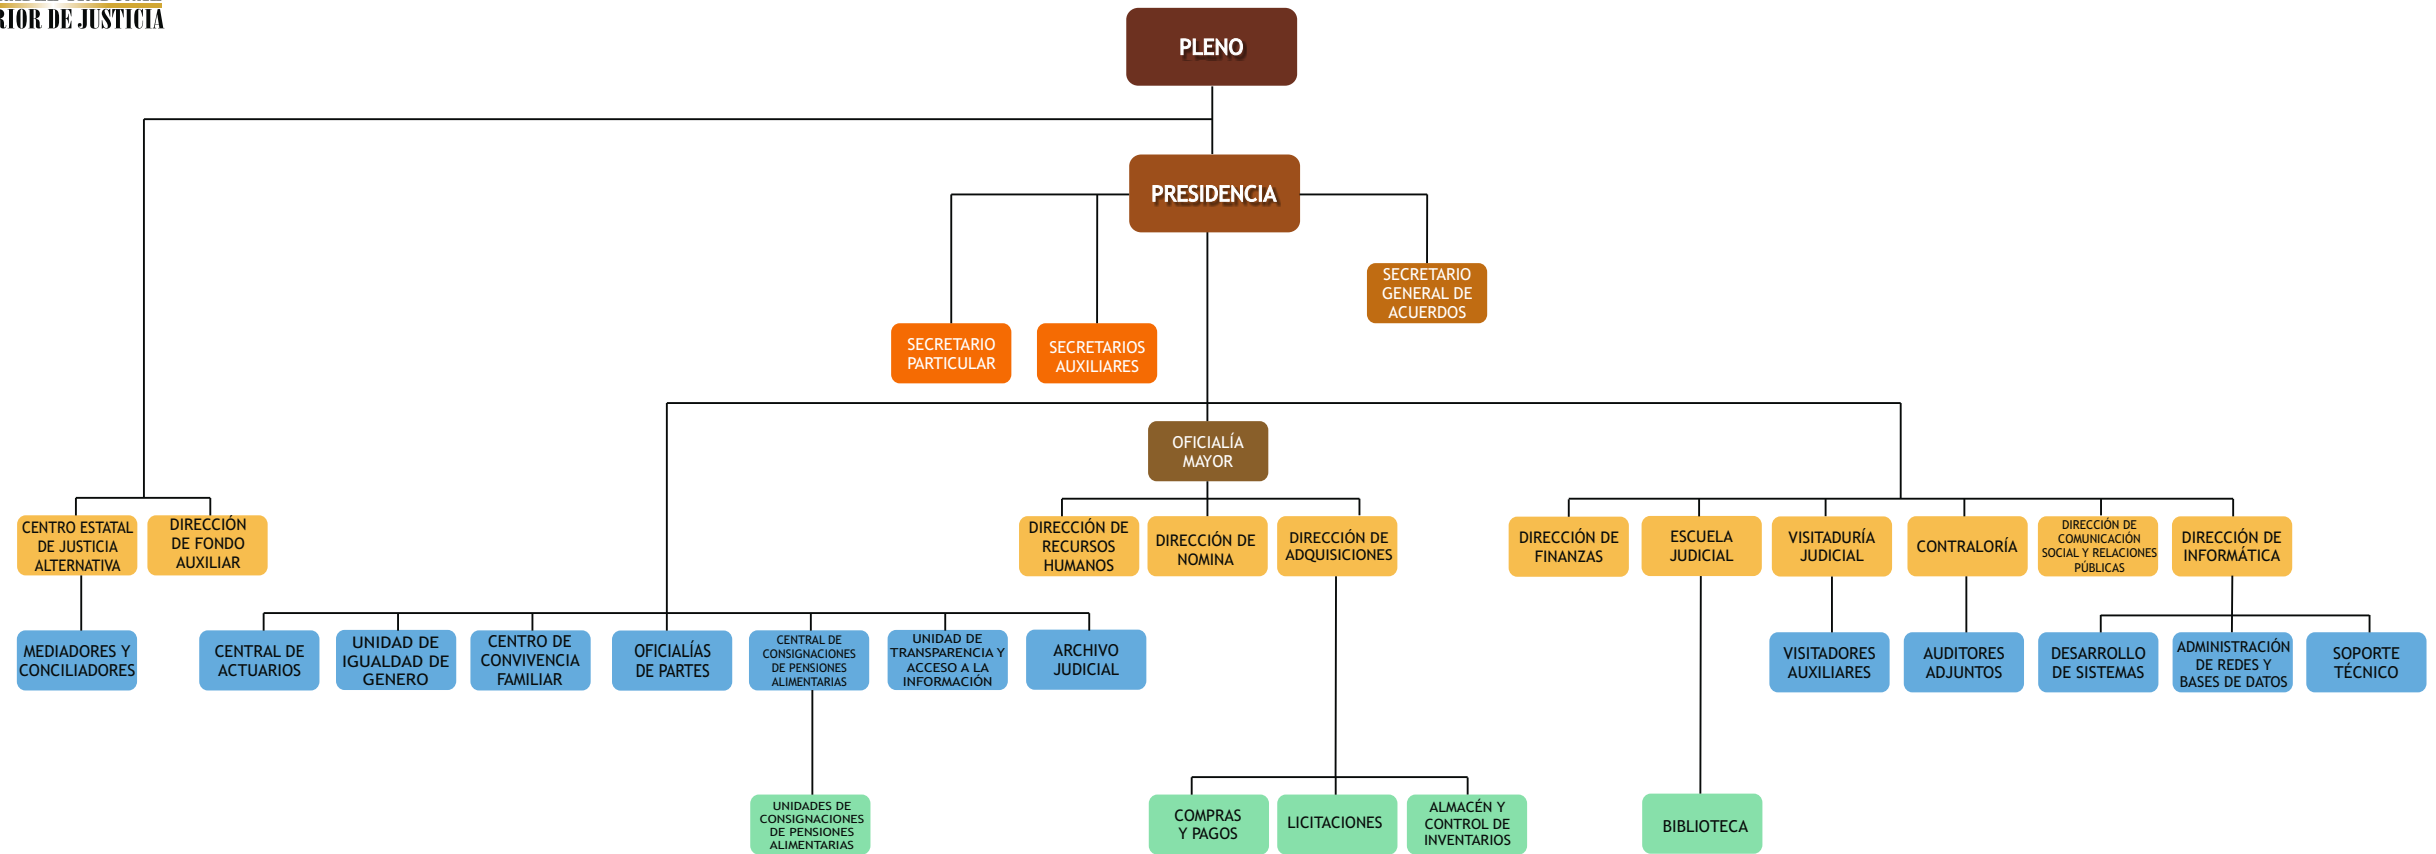 RIOR DE JUSTICIA
PLENO
PRESIDENCIA
SECRETARIO
GENERAL DE
ACUERDOS
SECRETARIO
PARTICULAR
SECRETARIOS
AUXILIARES
OFICIALÍA
MAYOR
CENTRO ESTATAL
DE JUSTICIA
ALTERNATIVA
DIRECCIÓN
DE FONDO
AUXILIAR
DIRECCIÓN DE
RECURSOS
HUMANOS
DIRECCIÓN DE
NOMINA
DIRECCIÓN DE
ADQUISICIONES
DIRECCIÓN DE
FINANZAS
ESCUELA
JUDICIAL
VISITADURÍA
JUDICIAL
CONTRALORÍA
DIRECCIÓN DE
COMUNICACIÓN
SOCIAL Y RELACIONES
PÚBLICAS
DIRECCIÓN DE
INFORMÁTICA
MEDIADORES Y
CONCILIADORES
CENTRAL DE
ACTUARIOS
UNIDAD DE
IGUALDAD DE
GENERO
CENTRO DE
CONVIVENCIA
FAMILIAR
OFICIALÍAS
DE PARTES
CENTRAL DE
CONSIGNACIONES
DE PENSIONES
ALIMENTARIAS
UNIDAD DE
TRANSPARENCIA Y
ACCESO A LA
INFORMACIÓN
ARCHIVO
JUDICIAL
VISITADORES
AUXILIARES
AUDITORES
ADJUNTOS
DESARROLLO
DE SISTEMAS
ADMINISTRACIÓN
DE REDES Y
BASES DE DATOS
SOPORTE
TÉCNICO
UNIDADES DE
CONSIGNACIONES
DE PENSIONES
ALIMENTARIAS
COMPRAS
Y PAGOS
LICITACIONES
ALMACÉN Y
CONTROL DE
INVENTARIOS
BIBLIOTECA